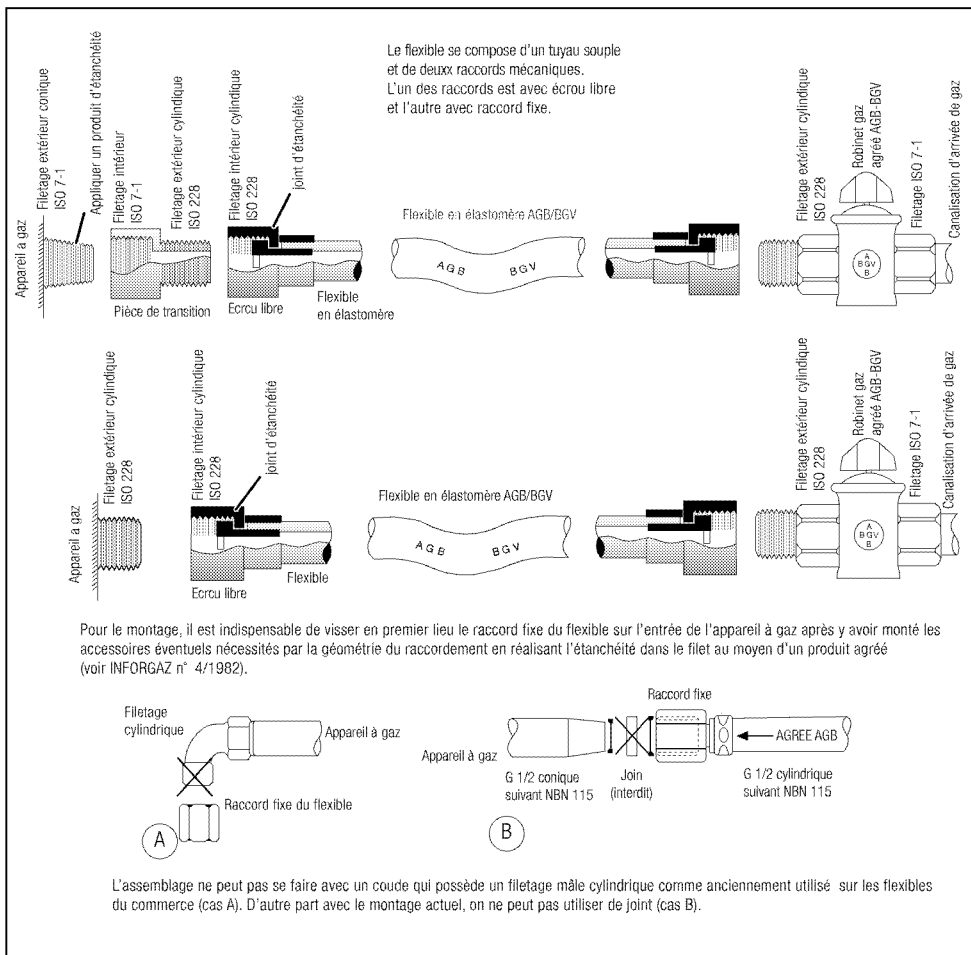 Le flexible se compose d'un tuyau souple
et de deuxx raccords mécaniques.
L'un des raccords est avec écrou libre
et l'autre avec raccord fixe.
Appareil a gaz
Filetage extérieur conique
ISO 7-1
Appliquer un produit d'étanchéité
Filetage intérieur
ISO 7-1
Filetage extérieur cylindique
ISO 228
Filetage intérieur cylindique
ISO 228
joint d'étanchéité
Pièce de transition
Ecrcu libre
Flexible
en élastomère
Flexible en élastomère AGB/BGV
AGB BGV
Filetage extérieur cylindique
ISO 228
Robinet gaz
agréé AGB-BGV
Filetage ISO 7-1
Canalisation d'arrivée de gaz
A
BGV
B
Appareil a gaz
Filetage extérieur cylindique
ISO 228
Filetage intérieur cylindique
ISO 228
joint d'étanchéité
Ecrcu libre
Flexible
Flexible en élastomère AGB/BGV
AGB BGV
Filetage extérieur cylindique
ISO 228
Robinet gaz
agréé AGB-BGV
Filetage ISO 7-1
Canalisation d'arrivée de gaz
A
BGV
B
Pour le montage, il est indispensable de visser en premier lieu le raccord fixe du flexible sur l'entrée de l'appareil à gaz après y avoir monté les
accessoires éventuels nécessités par la géométrie du raccordement en réalisant l'étanchéité dans le filet au moyen d'un produit agréé
(voir INFORGAZ n° 4/1982).
Filetage
cylindrique
Appareil à gaz
Raccord fixe du flexible
A
Raccord fixe
Appareil à gaz
AGREE AGB
G 1/2 conique
suivant NBN 115
Join
(interdit)
G 1/2 cylindrique
suivant NBN 115
B
L'assemblage ne peut pas se faire avec un coude qui possède un filetage mâle cylindrique comme anciennement utilisé sur les flexibles
du commerce (cas A). D'autre part avec le montage actuel, on ne peut pas utiliser de joint (cas B).